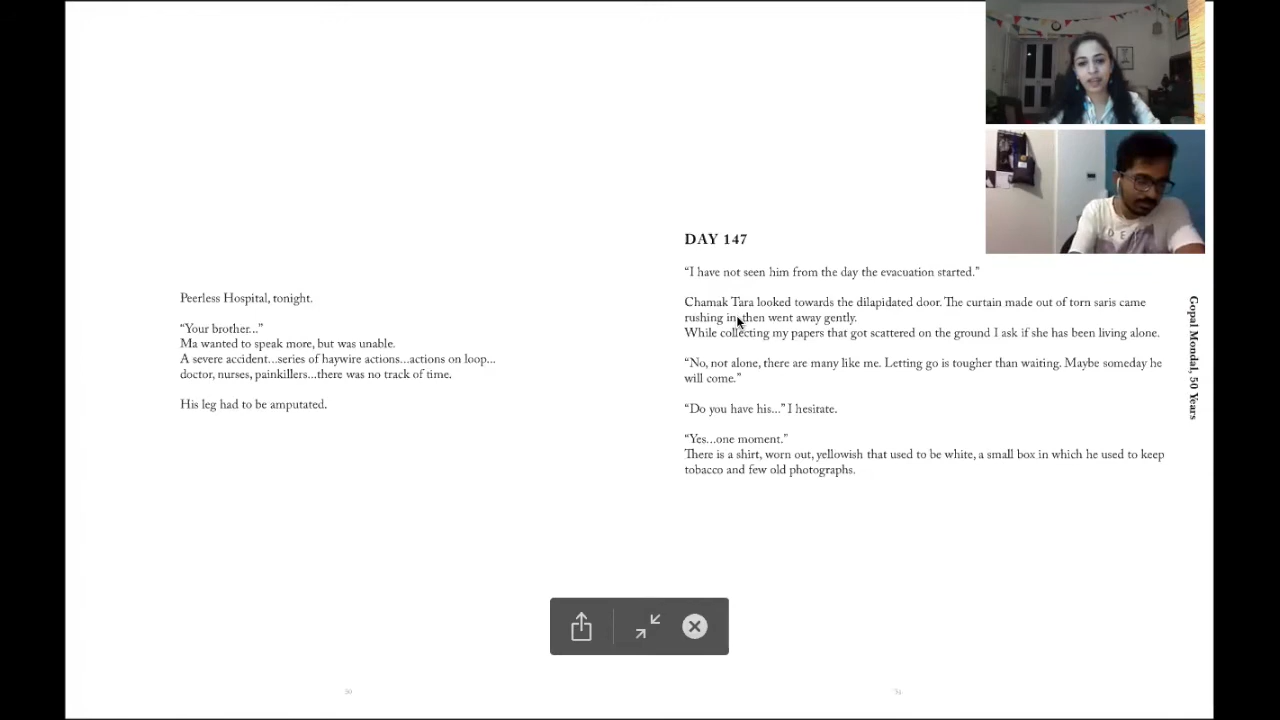 Peerless Hospital, tonight.
“Your brother...”
Ma wanted to speak more, but was unable.
A severe accident...series of haywire actions...actions on loop...
doctor, nurses, painkillers...there was no track of time.
His leg had to be amputated.
DAY 147
“I have not seen him from the day the evacuation started.”
Chamak Tara looked towards the dilapidated door. The curtain made out of torn saris came
rushing in then went away gently.
While collecting my papers that got scattered on the ground I ask if she has been living alone.
“No, not alone, there are many like me. Letting go is tougher than waiting. Maybe someday he
will come.”
“Do you have his...” I hesitate.
“Yes...one moment.”
There is a shirt, worn out, yellowish that used to be white, a small box in which he used to keep
tobacco and few old photographs.
Gopal Mondal, 50 Years